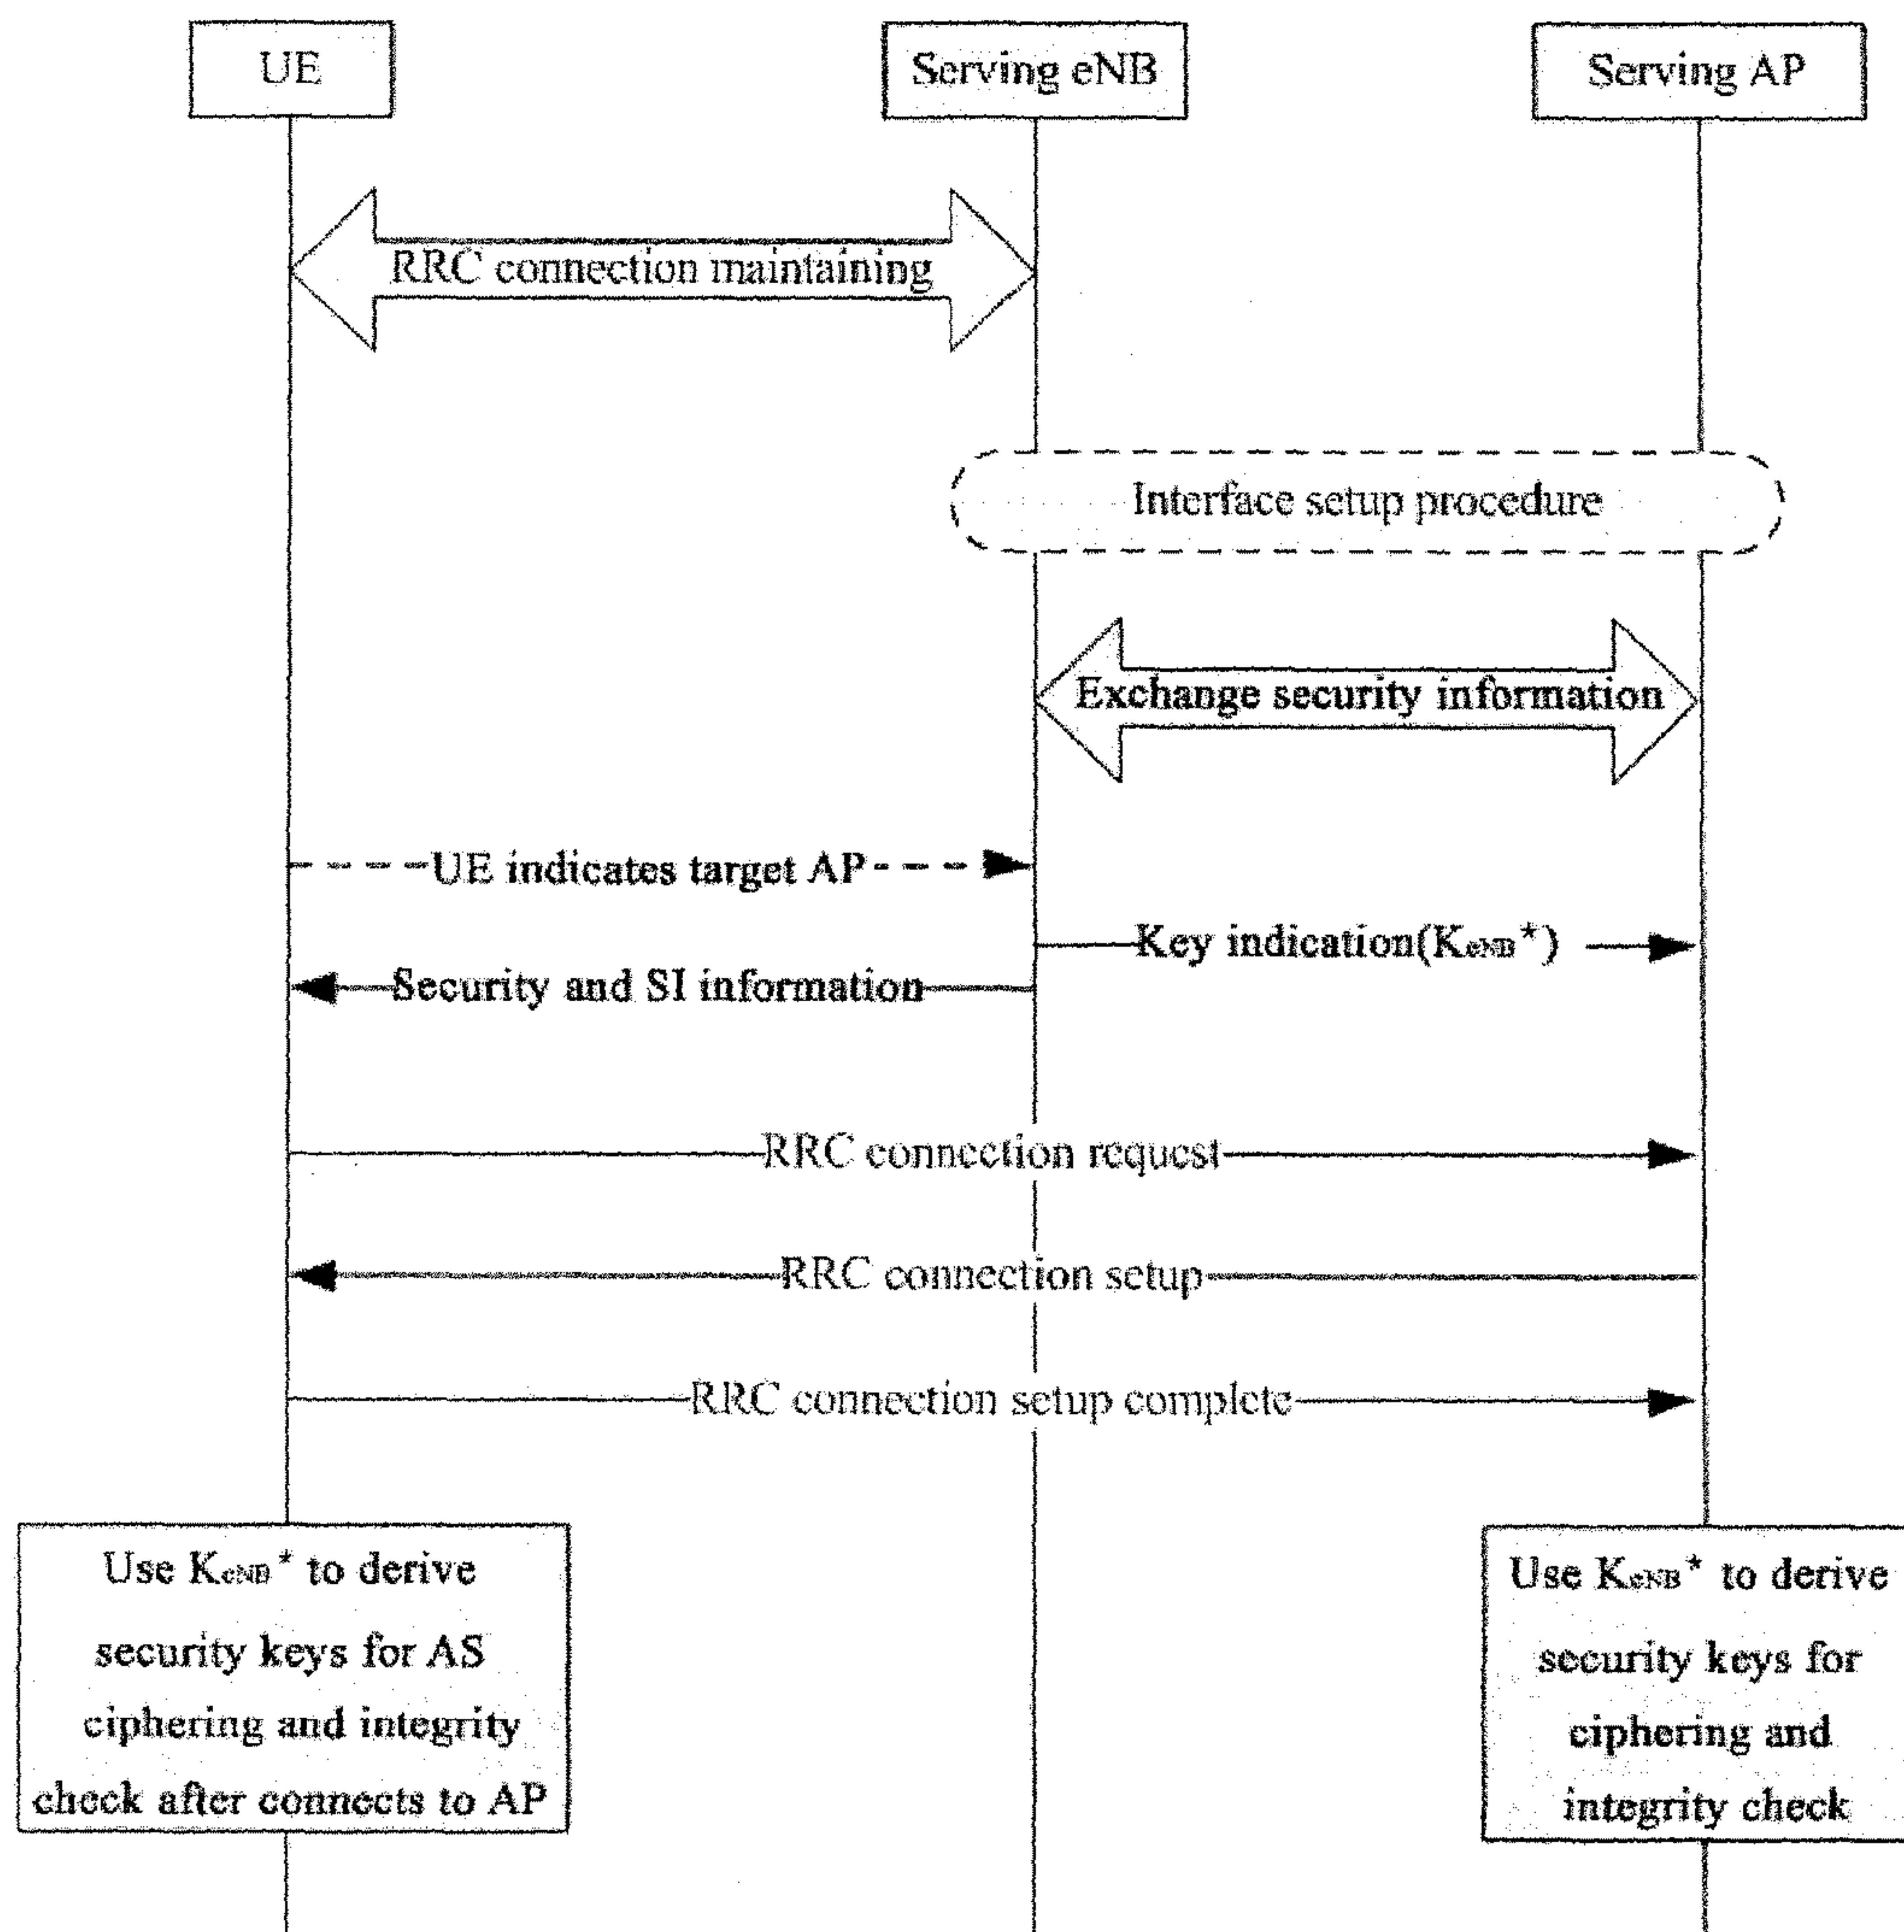 UE
Serving eNB
Serving AP
RRC connection maintaining
Interface setup procedure
Exchange security information
UE indicates target AP
Key indication(KeNB*)
Security and SI information
RRC connection request
RRC connection setup
RRC connection setup complete
Use KeNB* to derive
security keys for AS
ciphering and integrity
check after connects to AP
Use KeNB* to derive
security keys for
ciphering and
integrity check